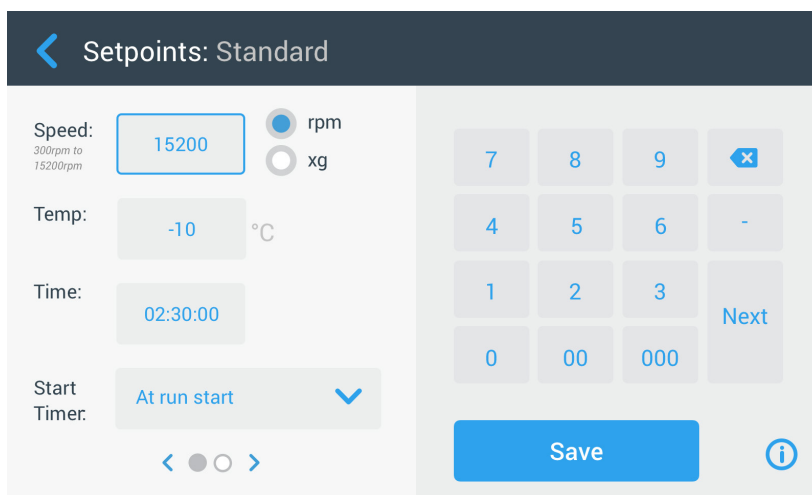 Setpoints: Standard
Speed:
300rpm to
15200rpm
15200
rpm
xg
Temp:
-10
°C
Time:
02:30:00
Start
Timer:
At run start
7 8 9
4 5 6 -
1 2 3
Next
0 00 000
Save